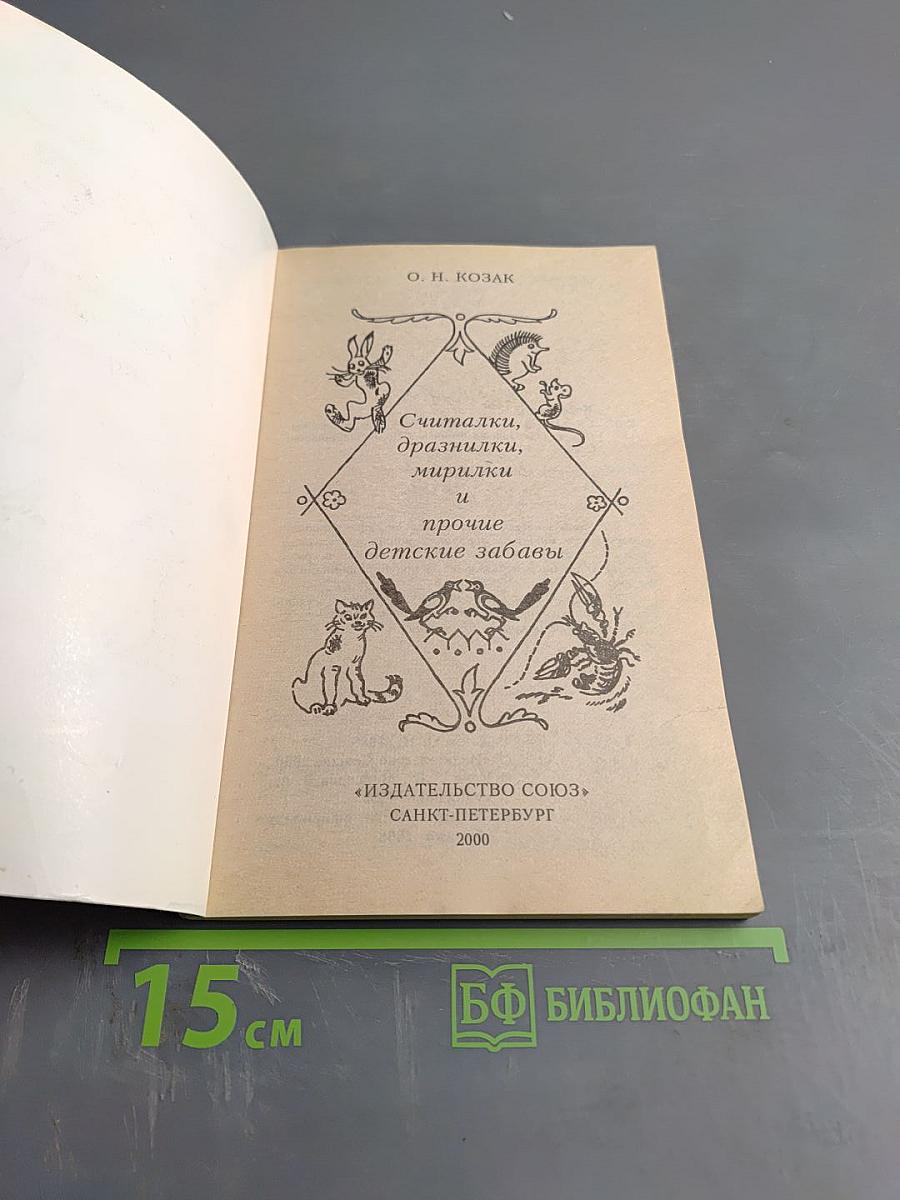 О. Н. КОЗАК
Считалки,
дразнилки,
мирилки
и
прочие
детские забавы
«ИЗДАТЕЛЬСТВО СОЮЗ»
САНКТ-ПЕТЕРБУРГ
2000
15 см
БФ БИБЛИОФАН